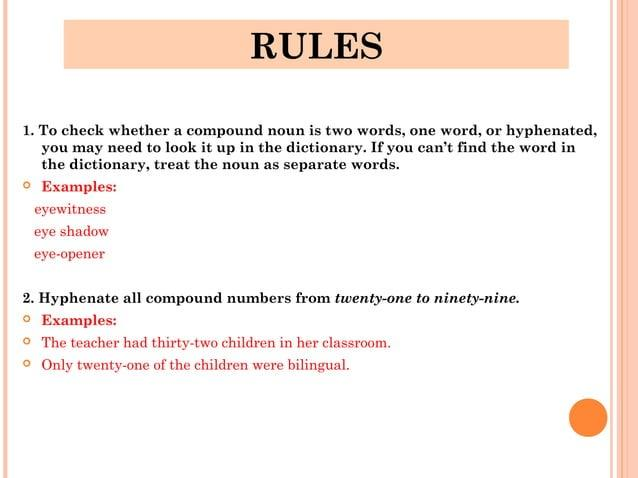 RULES
1. To check whether a compound noun is two words, one word, or hyphenated,
you may need to look it up in the dictionary. If you can’t find the word in
the dictionary, treat the noun as separate words.
Examples:
eyewitness
eye shadow
eye-opener
2. Hyphenate all compound numbers from twenty-one to ninety-nine.
Examples:
The teacher had thirty-two children in her classroom.
Only twenty-one of the children were bilingual.